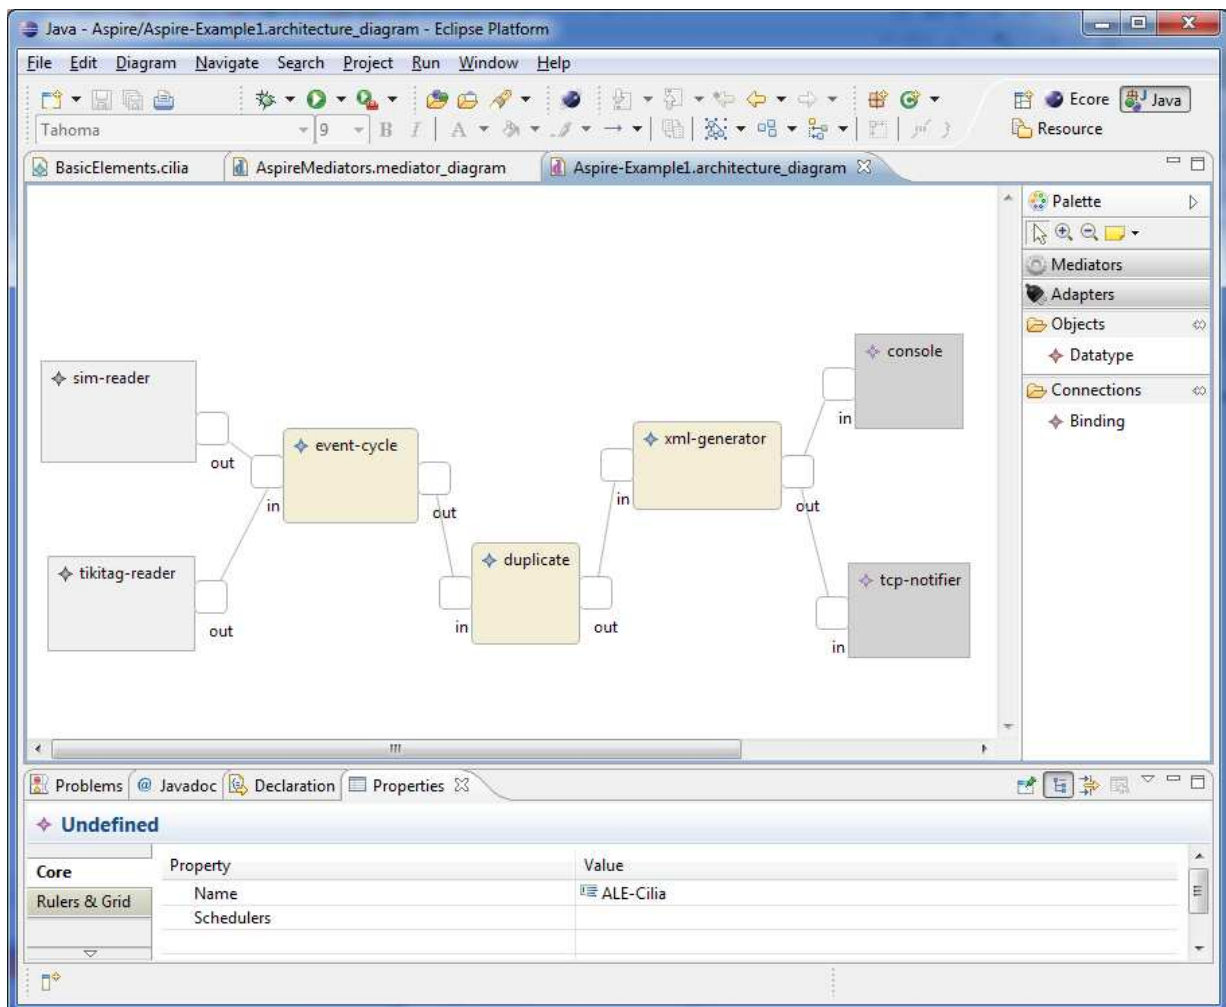 Java - Aspire/Aspire-Example1.architecture_diagram - Eclipse Platform
File Edit Diagram Navigate Search Project Run Window Help
Ecore Java
Tahoma 9 B I A Resource
BasicElements.cilia AspireMediators.mediator_diagram Aspire-Example1.architecture_diagram
Palette
Mediators
Adapters
Objects
Datatype
Connections
Binding
console
in
sim-reader
out
event-cycle
in
out
xml-generator
in
out
duplicate
in
out
tikitag-reader
out
tcp-notifier
in
Problems @ Javadoc Declaration Properties
Undefined
Core
Rulers & Grid
Property Value
Name ALE-Cilia
Schedulers